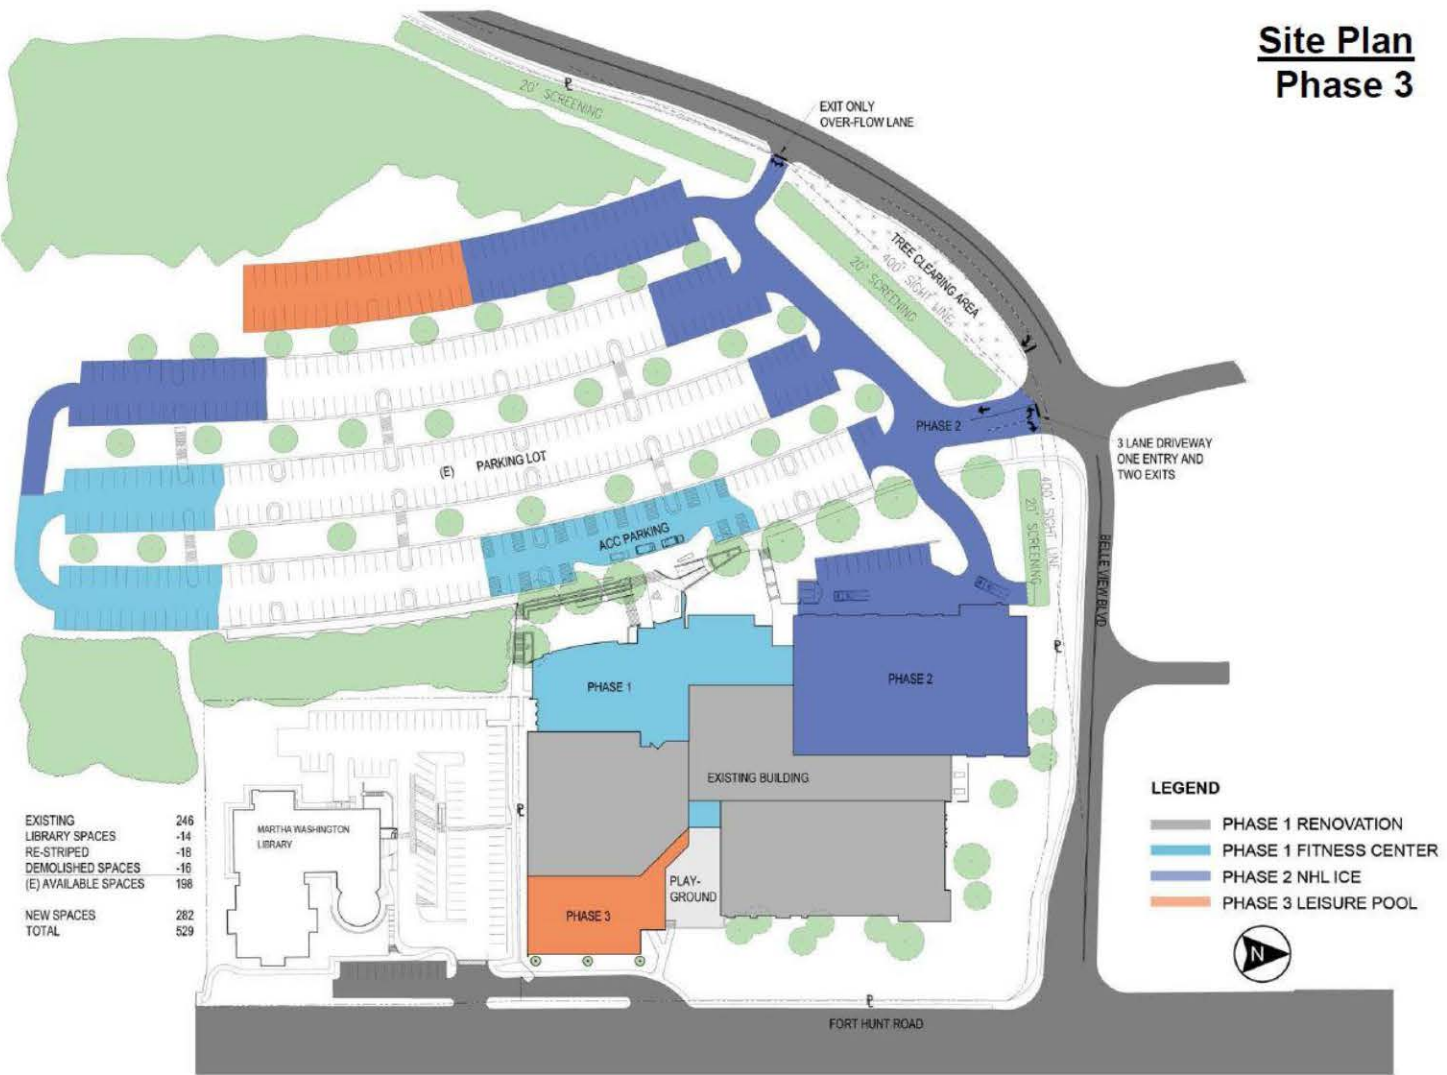 Site Plan
Phase 3
EXIT ONLY
OVER-FLOW LANE
20' SCREENING
TREE CLEARING AREA
400' SIGHT LINE
20' SCREENING
PHASE 2
3 LANE DRIVEWAY
ONE ENTRY AND
TWO EXITS
(E) PARKING LOT
400' SIGHT LINE
20' SCREENING
ACC PARKING
BELLE VIEW BLVD
PHASE 1
PHASE 2
EXISTING BUILDING
MARTHA WASHINGTON
LIBRARY
PLAY-
GROUND
PHASE 3
EXISTING 246
LIBRARY SPACES -14
RE-STRIPED -18
DEMOLISHED SPACES -16
(E) AVAILABLE SPACES 198
NEW SPACES 282
TOTAL 529
LEGEND
PHASE 1 RENOVATION
PHASE 1 FITNESS CENTER
PHASE 2 NHL ICE
PHASE 3 LEISURE POOL
N
FORT HUNT ROAD